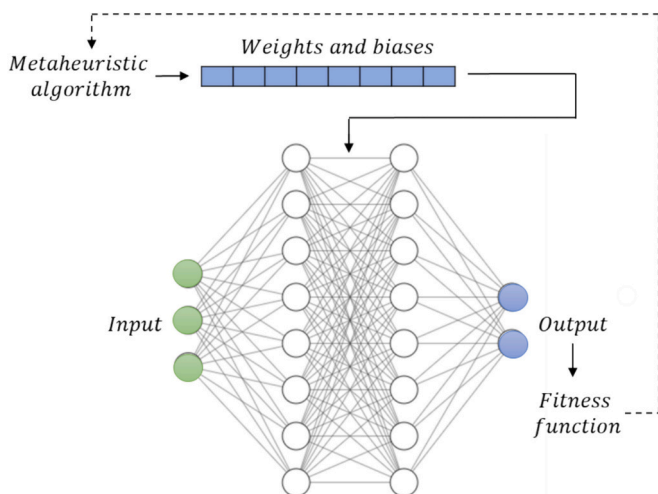 Weights and biases
Metaheuristic
algorithm
Input
Output
Fitness
function